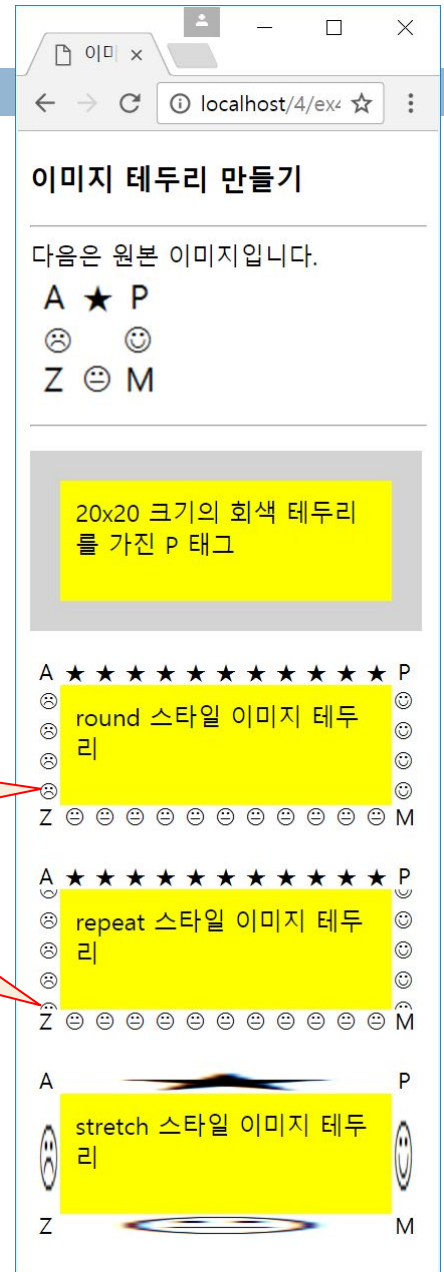 이미
localhost/4/ex4
이미지 테두리 만들기
다음은 원본 이미지입니다.
A ★ P
☹ ☺
Z 😐 M
20x20 크기의 회색 테두리
를 가진 P 태그
A ★ ★ ★ ★ ★ ★ ★ ★ ★ ★ ★ P
round 스타일 이미지 테두
리
Z 😐 😐 😐 😐 😐 😐 😐 😐 😐 😐 😐 M
A ★ ★ ★ ★ ★ ★ ★ ★ ★ ★ ★ P
repeat 스타일 이미지 테두
리
Z 😐 😐 😐 😐 😐 😐 😐 😐 😐 😐 😐 M
A P
stretch 스타일 이미지 테두
리
Z M